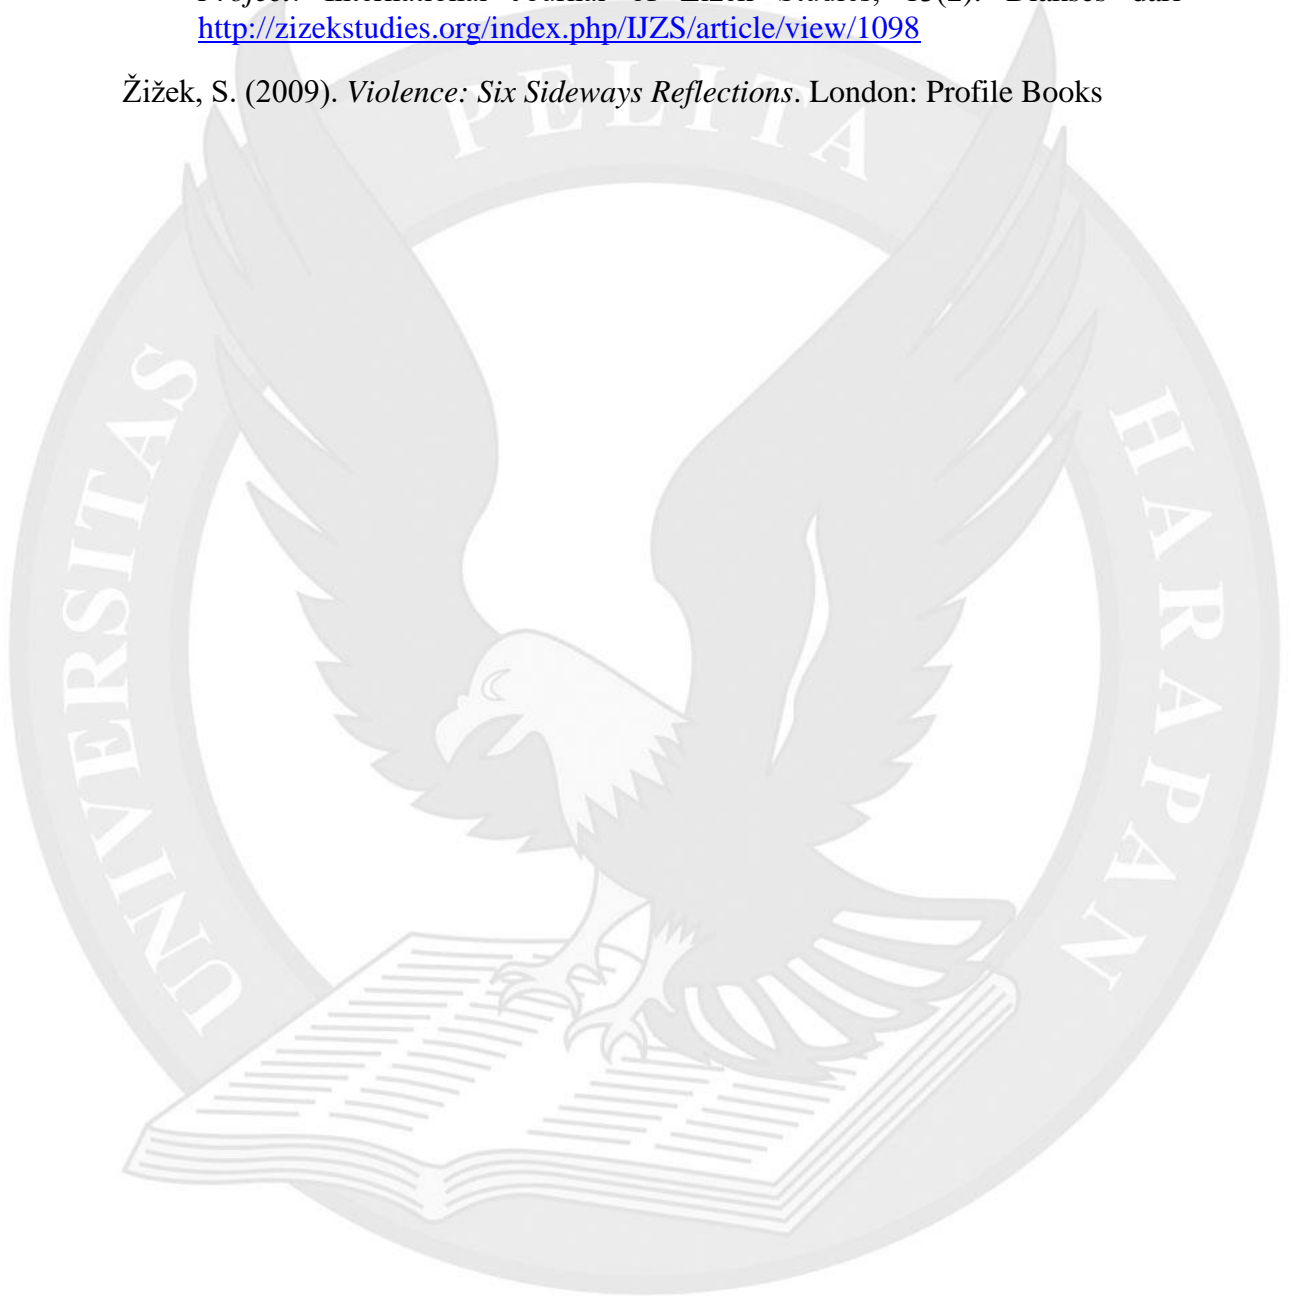 http://zizekstudies.org/index.php/IJZS/article/view/1098
Žižek, S. (2009). Violence: Six Sideways Reflections. London: Profile Books
UNIVERSITAS PELITA HARAPAN